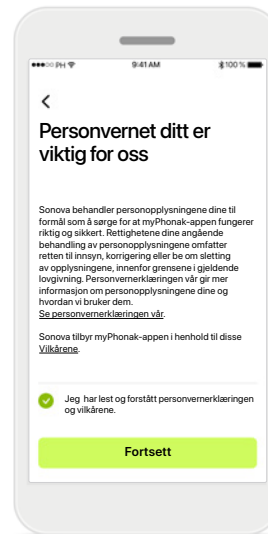 PH 9:41 AM 100 %
Personvernet ditt er
viktig for oss
Sonova behandler personopplysningene dine til
formål som å sørge for at myPhonak-appen fungerer
riktig og sikkert. Rettighetene dine angående
behandling av personopplysningene omfatter
retten til innsyn, korrigering eller be om sletting
av opplysningene, innenfor grensene i gjeldende
lovgivning. Personvernerklæringen vår gir mer
informasjon om personopplysningene dine og
hvordan vi bruker dem.
Se personvernerklæringen vår.
Sonova tilbyr myPhonak-appen i henhold til disse
Vilkårene.
Jeg har lest og forstått personvernerklæringen
og vilkårene.
Fortsett